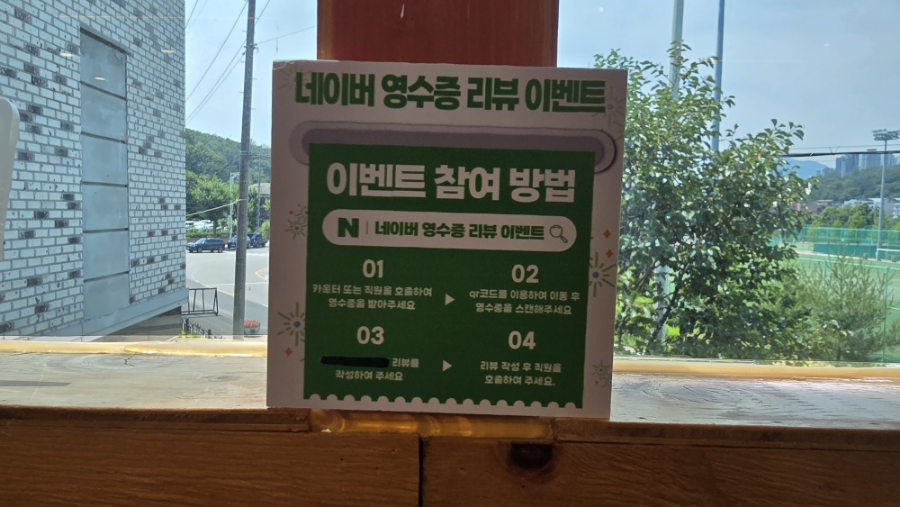 네이버 영수증 리뷰 이벤트
이벤트 참여 방법
N | 네이버 영수증 리뷰 이벤트
01
카운터 또는 직원을 호출하여
영수증을 받아주세요
02
qr코드를 이용하여 이동 후
영수증을 스캔해주세요
03
리뷰를
작성하여 주세요
04
리뷰 작성 후 직원을
호출하여 주세요.